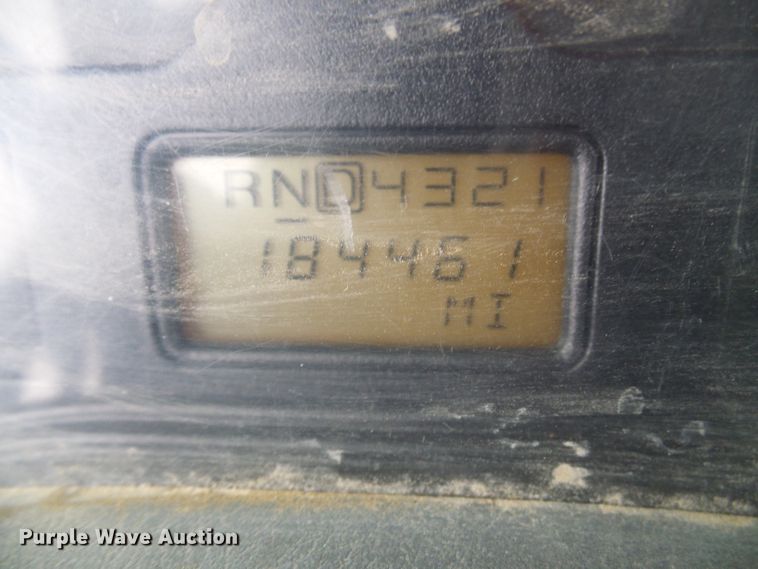 RND4321
184461
MI
Purple Wave Auction